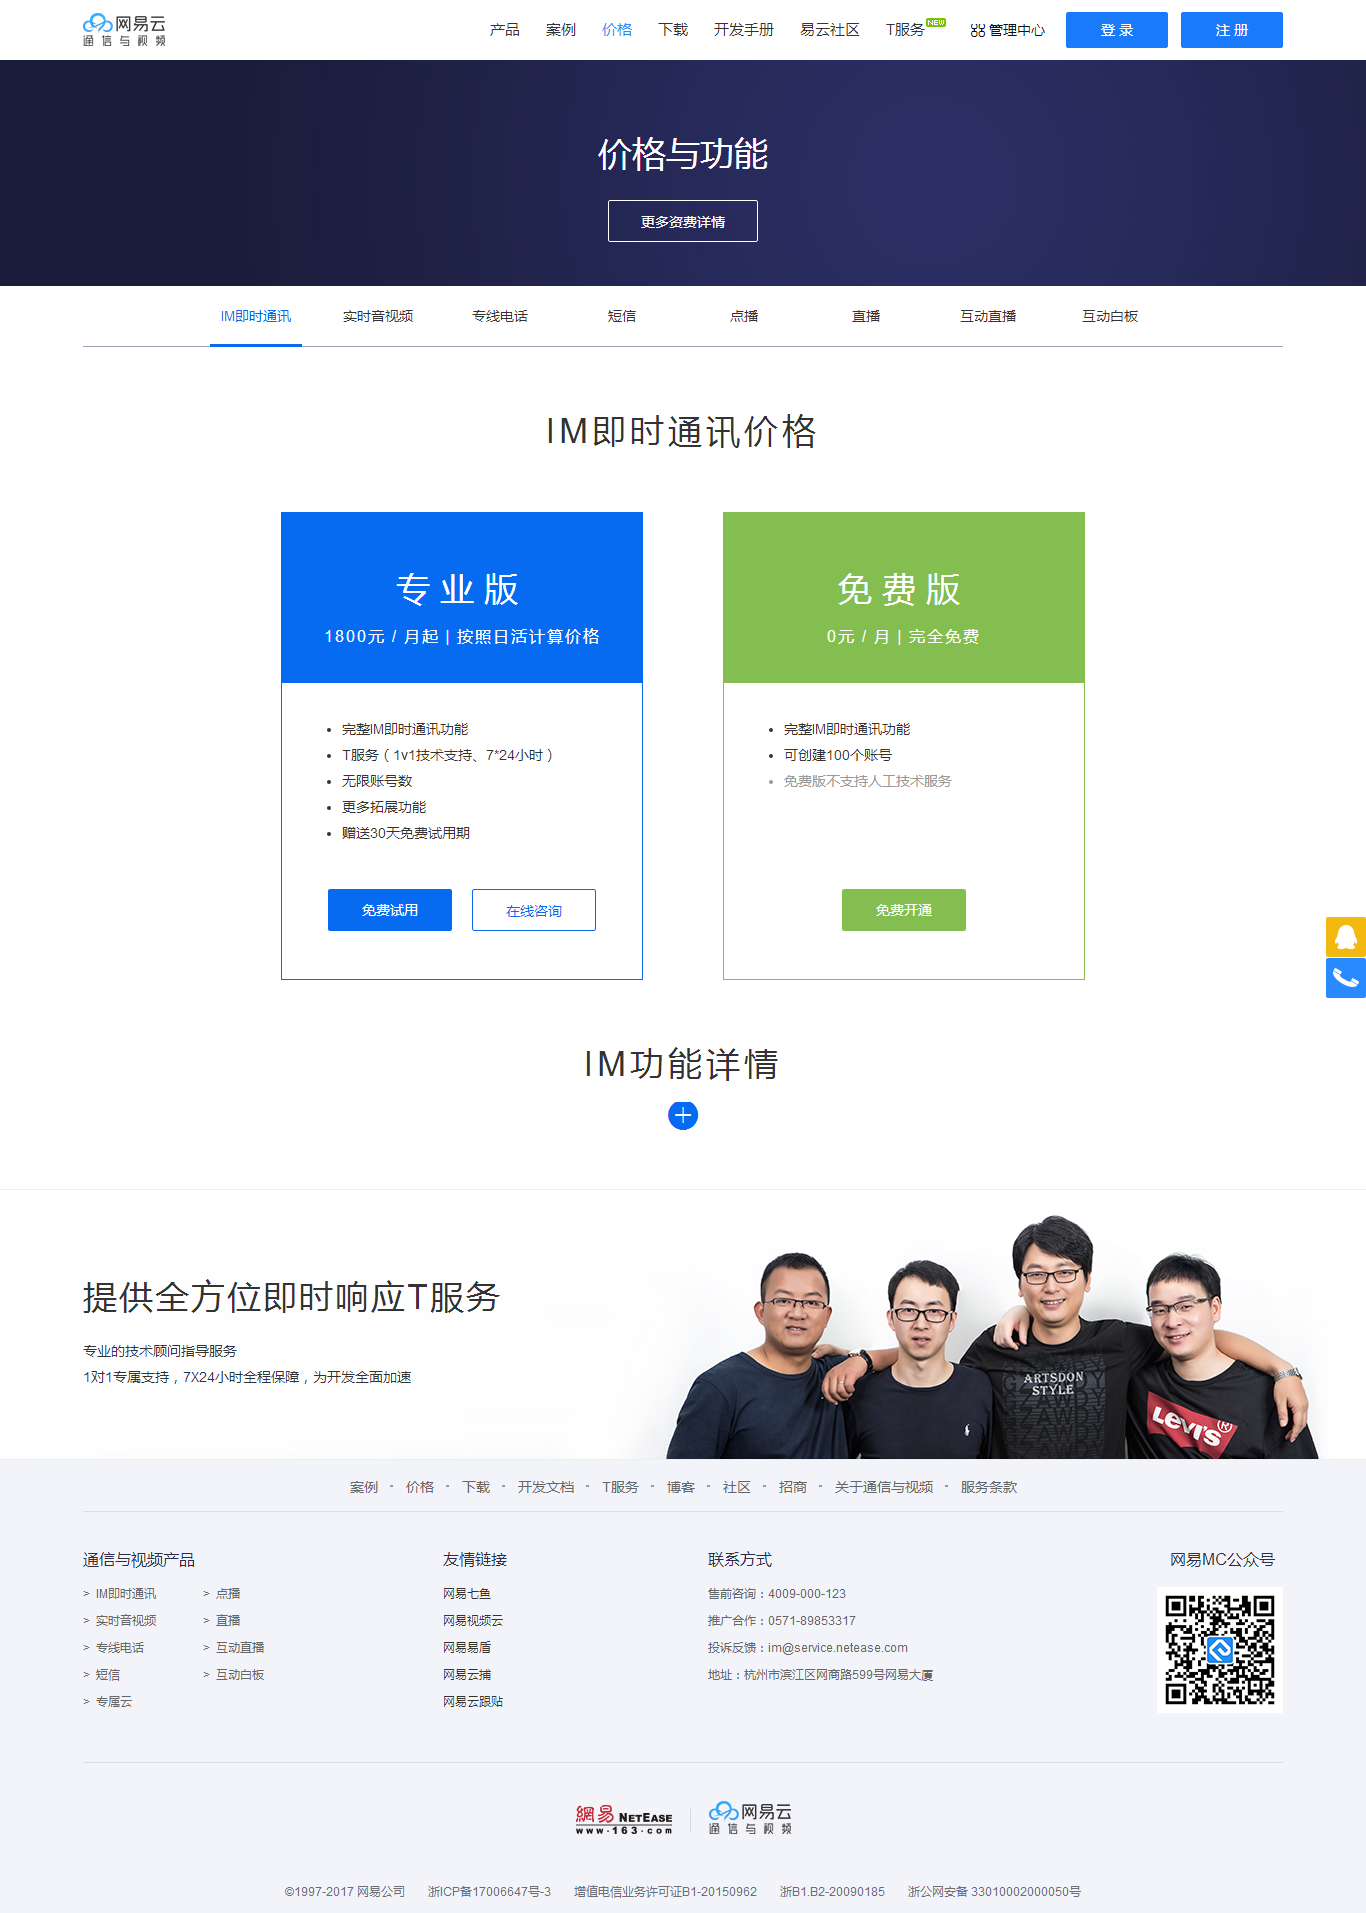 网易云
通信与视频
产品 案例 价格 下载 开发手册 易云社区 T服务 NEW 管理中心 登 录 注 册
价格与功能
更多资费详情
IM即时通讯 实时音视频 专线电话 短信 点播 直播 互动直播 互动白板
IM即时通讯价格
专业版
1800元 / 月起 | 按照日活计算价格
完整IM即时通讯功能
T服务（1v1技术支持、7*24小时）
无限账号数
更多拓展功能
赠送30天免费试用期
免费试用 在线咨询
免费版
0元 / 月 | 完全免费
完整IM即时通讯功能
可创建100个账号
免费版不支持人工技术服务
免费开通
IM功能详情
提供全方位即时响应T服务
专业的技术顾问指导服务
1对1专属支持，7X24小时全程保障，为开发全面加速
ARTSDON
STYLE
Levi's®
案例 · 价格 · 下载 · 开发文档 · T服务 · 博客 · 社区 · 招商 · 关于通信与视频 · 服务条款
通信与视频产品
> IM即时通讯 > 点播
> 实时音视频 > 直播
> 专线电话 > 互动直播
> 短信 > 互动白板
> 专属云
友情链接
网易七鱼
网易视频云
网易易盾
网易云捕
网易云跟贴
联系方式
售前咨询：4009-000-123
推广合作：0571-89853317
投诉反馈：im@service.netease.com
地址：杭州市滨江区网商路599号网易大厦
网易MC公众号
網易 NETEASE
www.163.com
网易云
通信与视频
©1997-2017 网易公司 浙ICP备17006647号-3 增值电信业务许可证B1-20150962 浙B1.B2-20090185 浙公网安备 33010002000050号